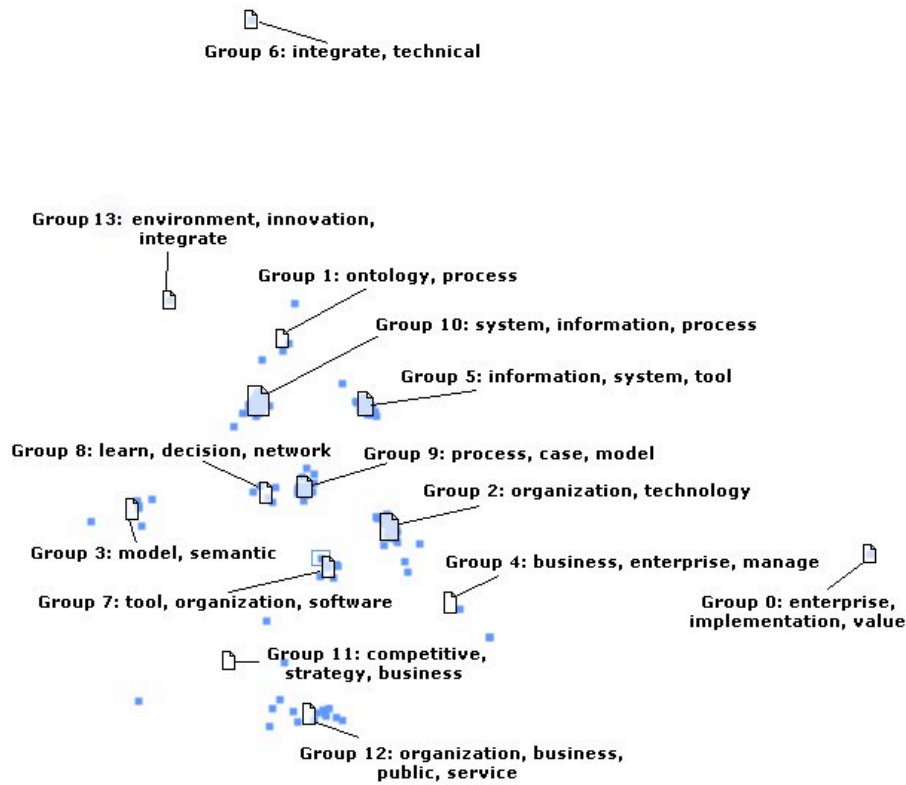 Group 6: integrate, technical
Group 13: environment, innovation,
integrate
Group 1: ontology, process
Group 10: system, information, process
Group 5: information, system, tool
Group 8: learn, decision, network
Group 9: process, case, model
Group 2: organization, technology
Group 3: model, semantic
Group 4: business, enterprise, manage
Group 7: tool, organization, software
Group 0: enterprise,
implementation, value
Group 11: competitive,
strategy, business
Group 12: organization, business,
public, service